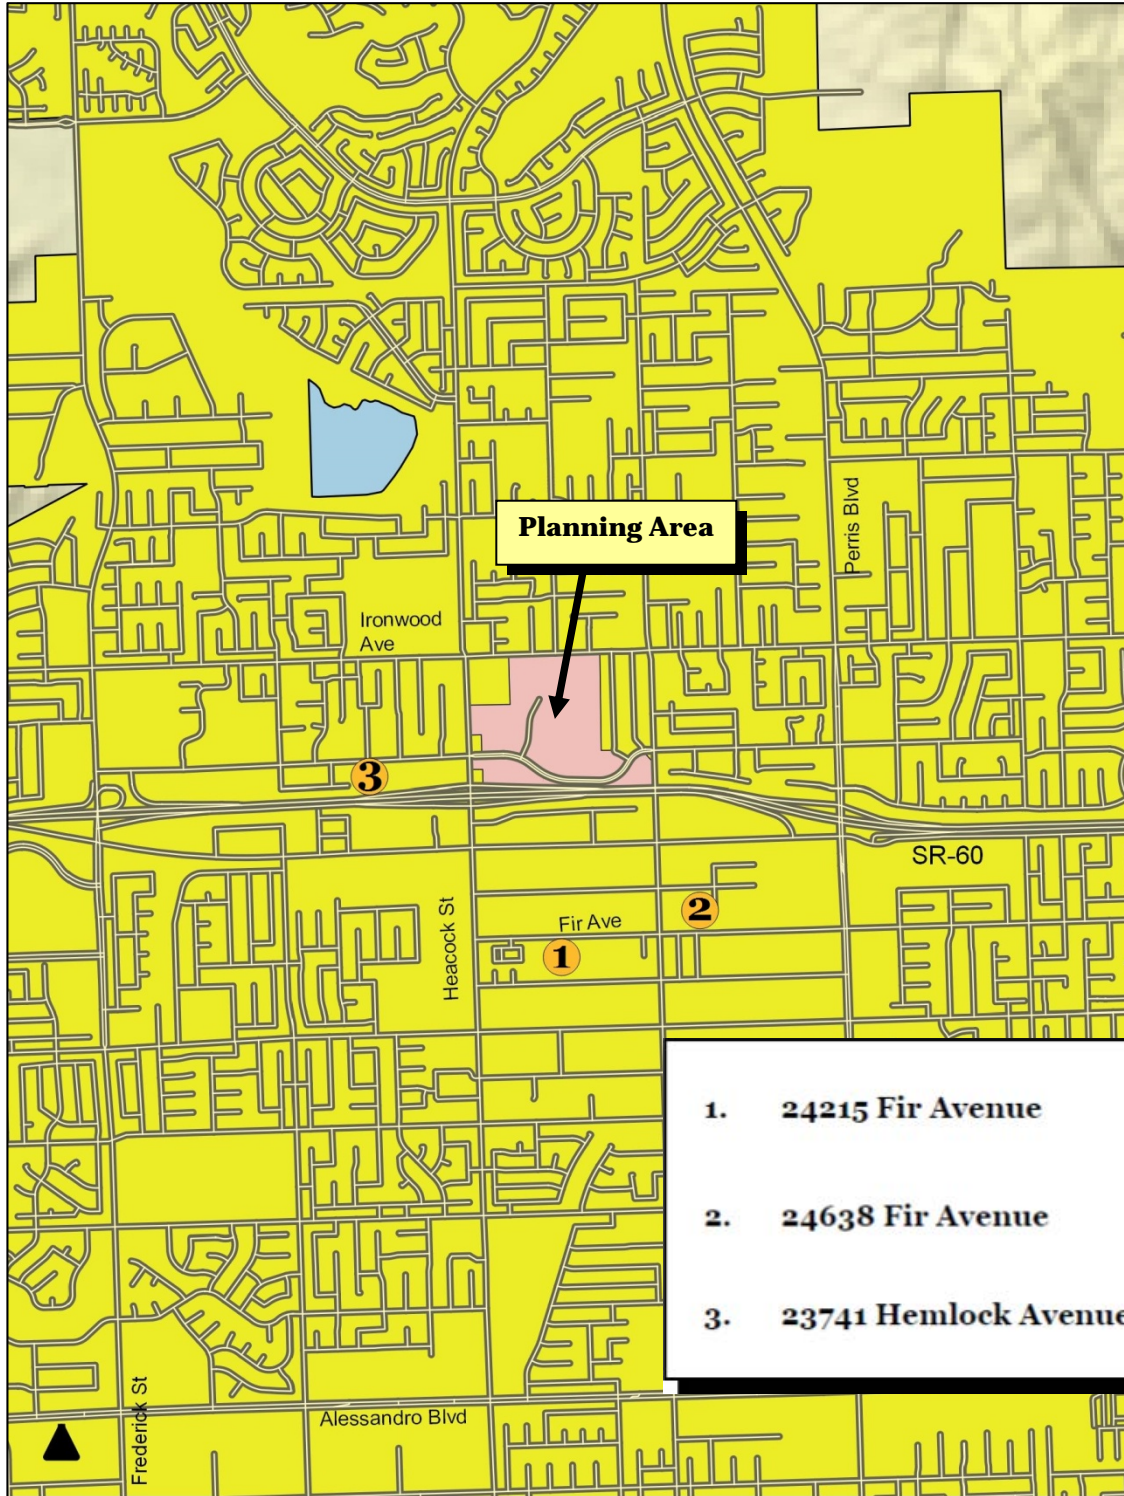 Planning Area
Perris Blvd
Ironwood
Ave
3
SR-60
2
Heacock St
Fir Ave
1
1. 24215 Fir Avenue
2. 24638 Fir Avenue
3. 23741 Hemlock Avenue
Frederick St
Alessandro Blvd